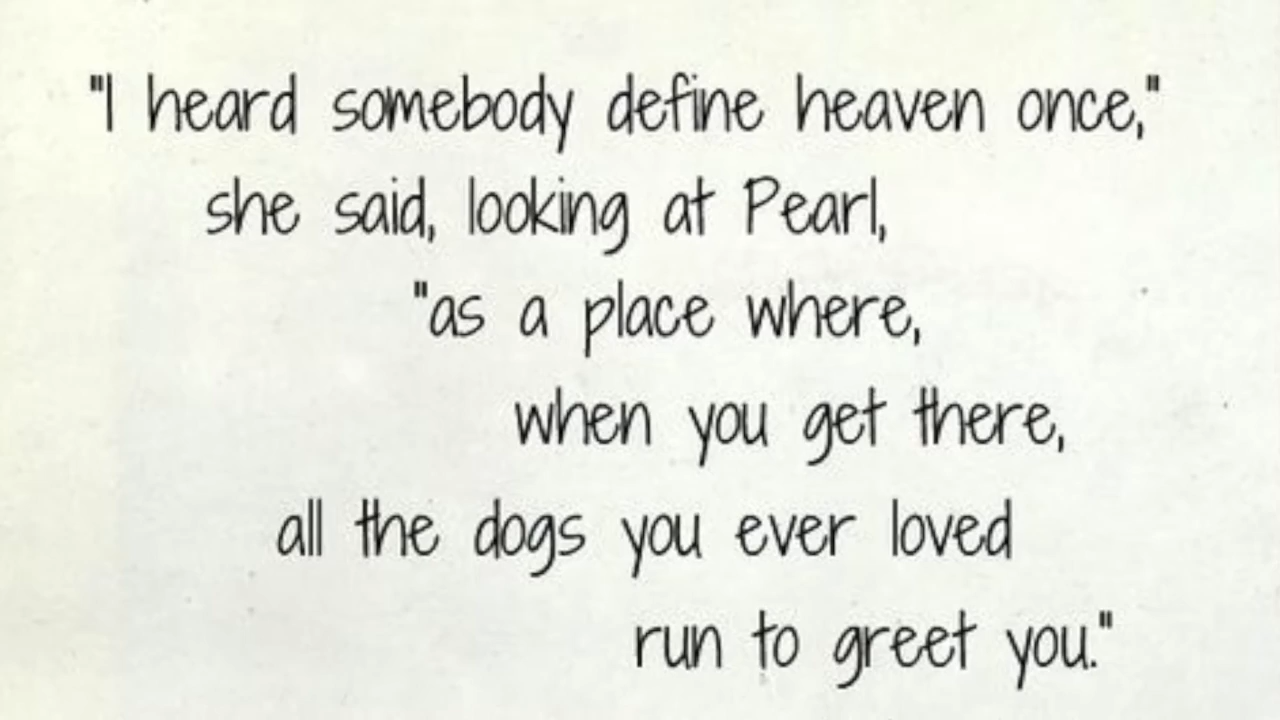 "I heard somebody define heaven once,"
she said, looking at Pearl,
"as a place where,
when you get there,
all the dogs you ever loved
run to greet you."